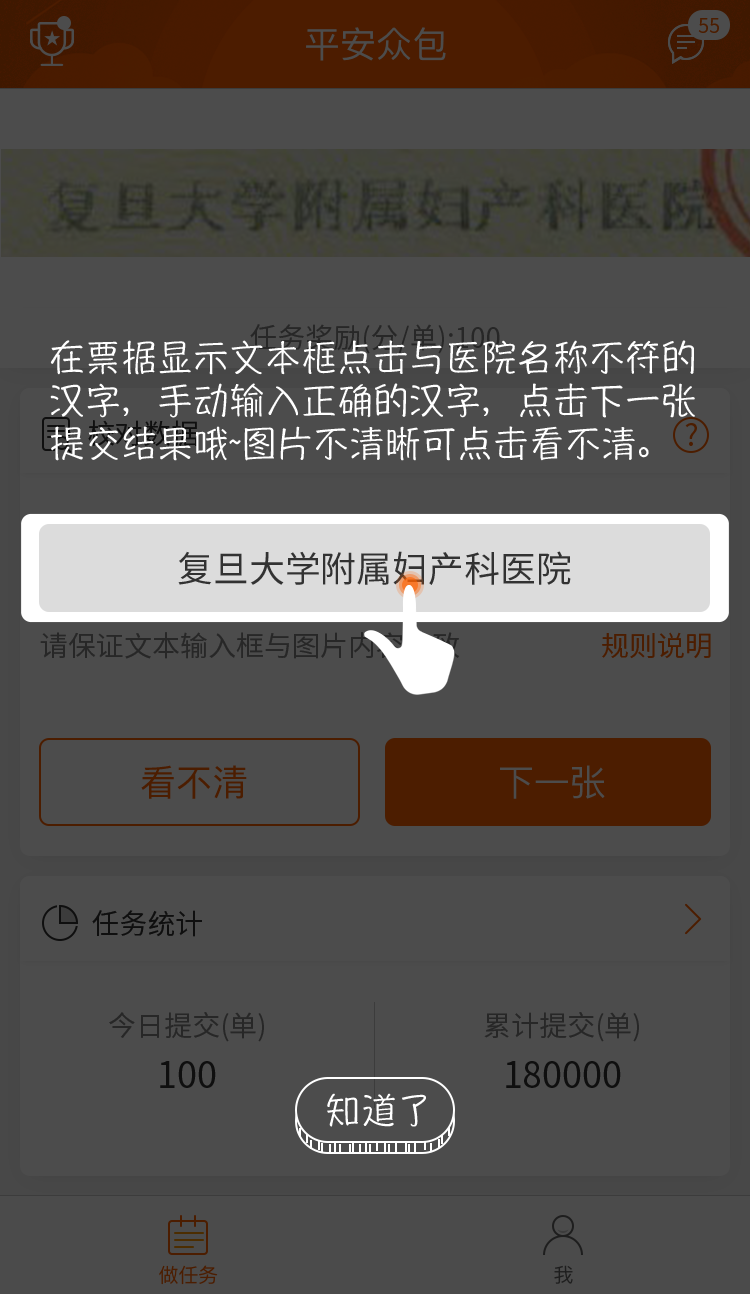 平安众包
55
复旦大学附属妇产科医院
任务奖励(分/单):100
在票据显示文本框点击与医院名称不符的
汉字，手动输入正确的汉字，点击下一张
提交结果哦~图片不清晰可点击看不清。
校对数据
?
复旦大学附属妇产科医院
请保证文本输入框与图片内容一致
规则说明
看不清
下一张
任务统计
今日提交(单)
累计提交(单)
100
180000
知道了
做任务
我